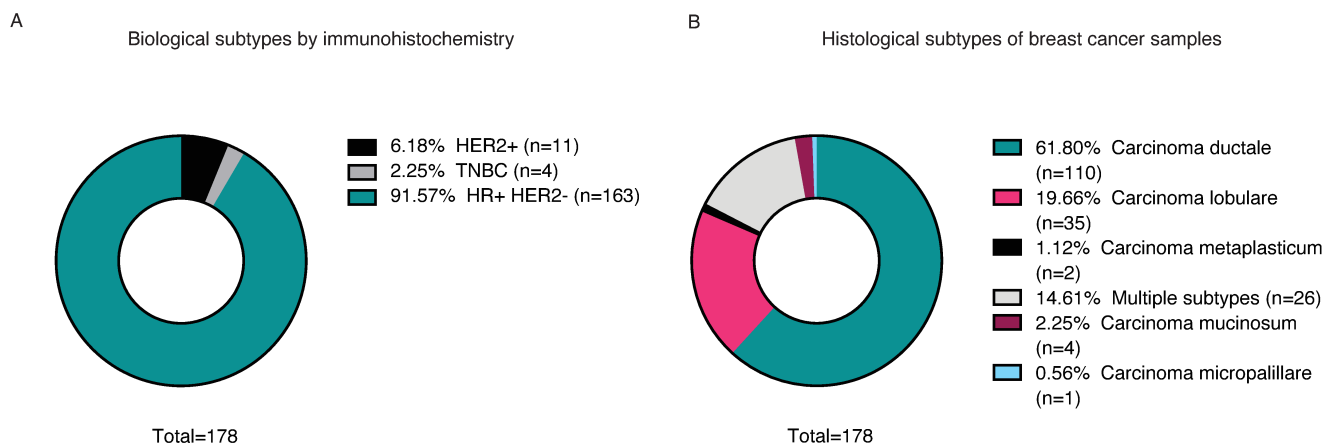 A
Biological subtypes by immunohistochemistry
6.18% HER2+ (n=11)
2.25% TNBC (n=4)
91.57% HR+ HER2- (n=163)
Total=178
B
Histological subtypes of breast cancer samples
61.80% Carcinoma ductale
(n=110)
19.66% Carcinoma lobulare
(n=35)
1.12% Carcinoma metaplasticum
(n=2)
14.61% Multiple subtypes (n=26)
2.25% Carcinoma mucinosum
(n=4)
0.56% Carcinoma micropalillare
(n=1)
Total=178